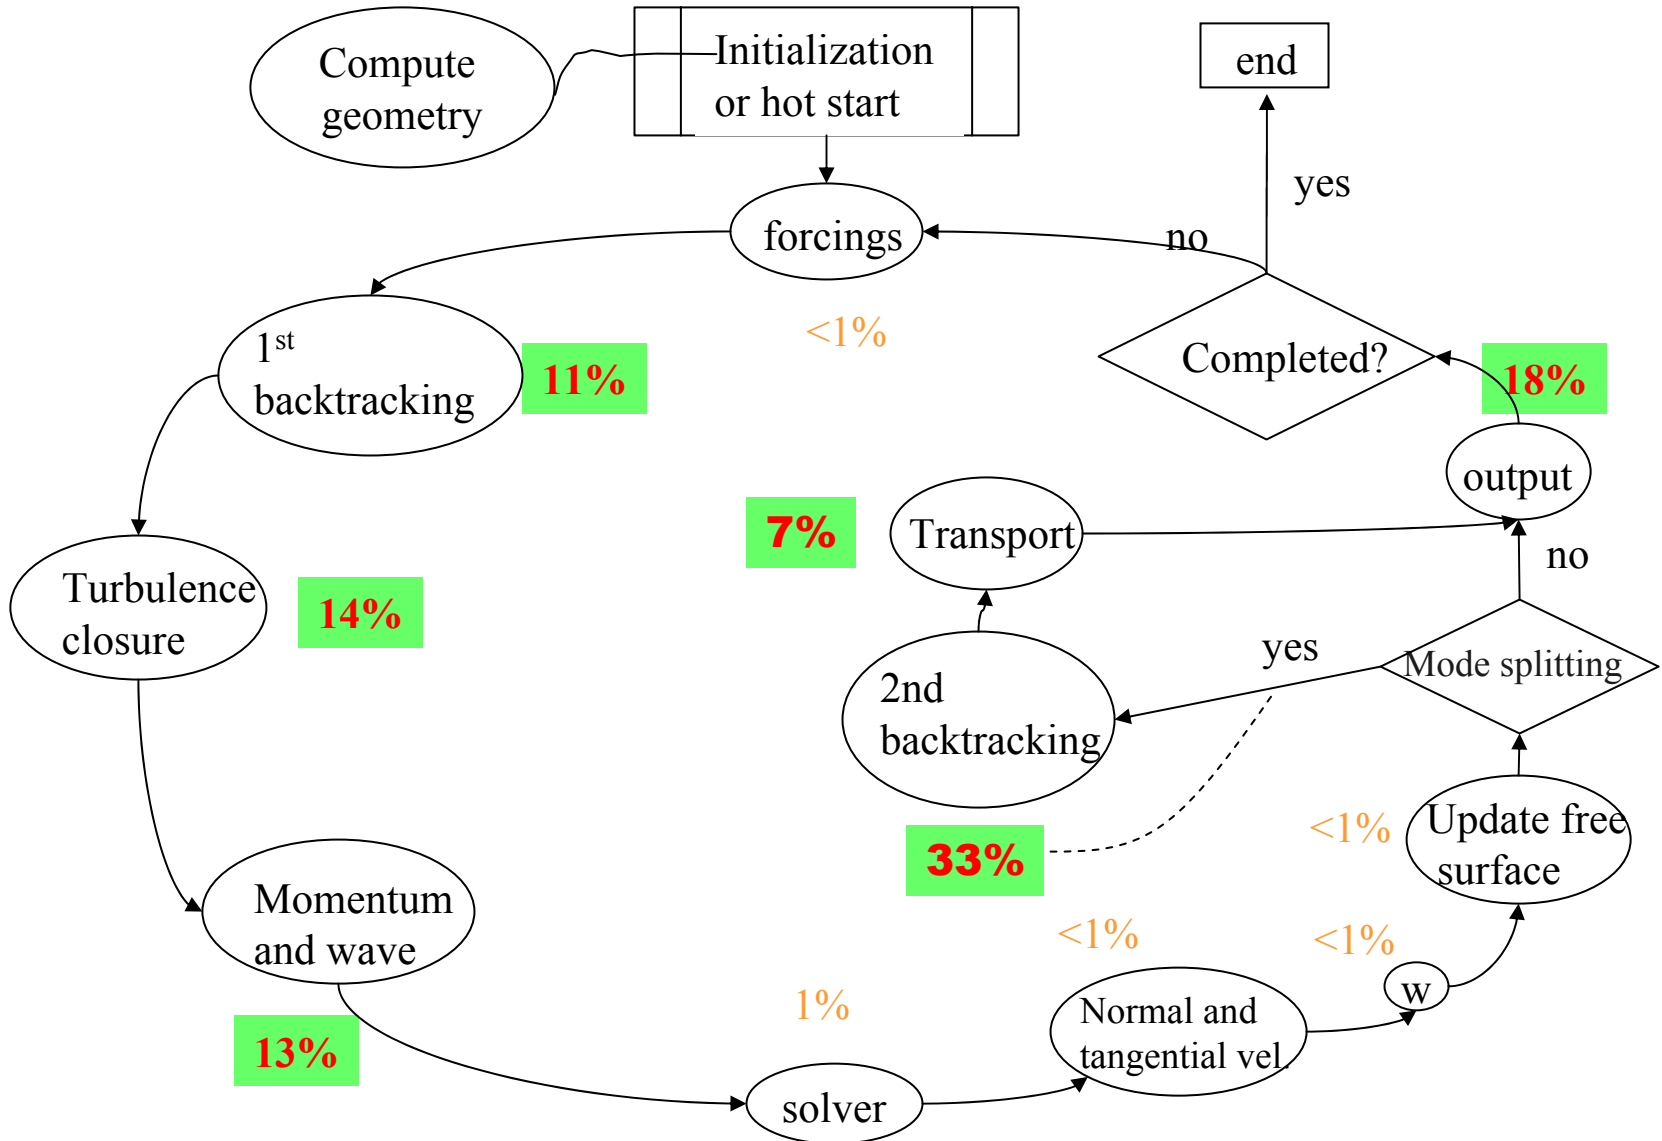 Compute
geometry
Initialization
or hot start
end
yes
no
forcings
<1%
1st
backtracking
11%
Completed?
18%
output
Transport
7%
no
Turbulence
closure
14%
yes
Mode splitting
2nd
backtracking
33%
<1%
Update free
surface
Momentum
and wave
13%
<1%
<1%
1%
w
Normal and
tangential vel.
solver